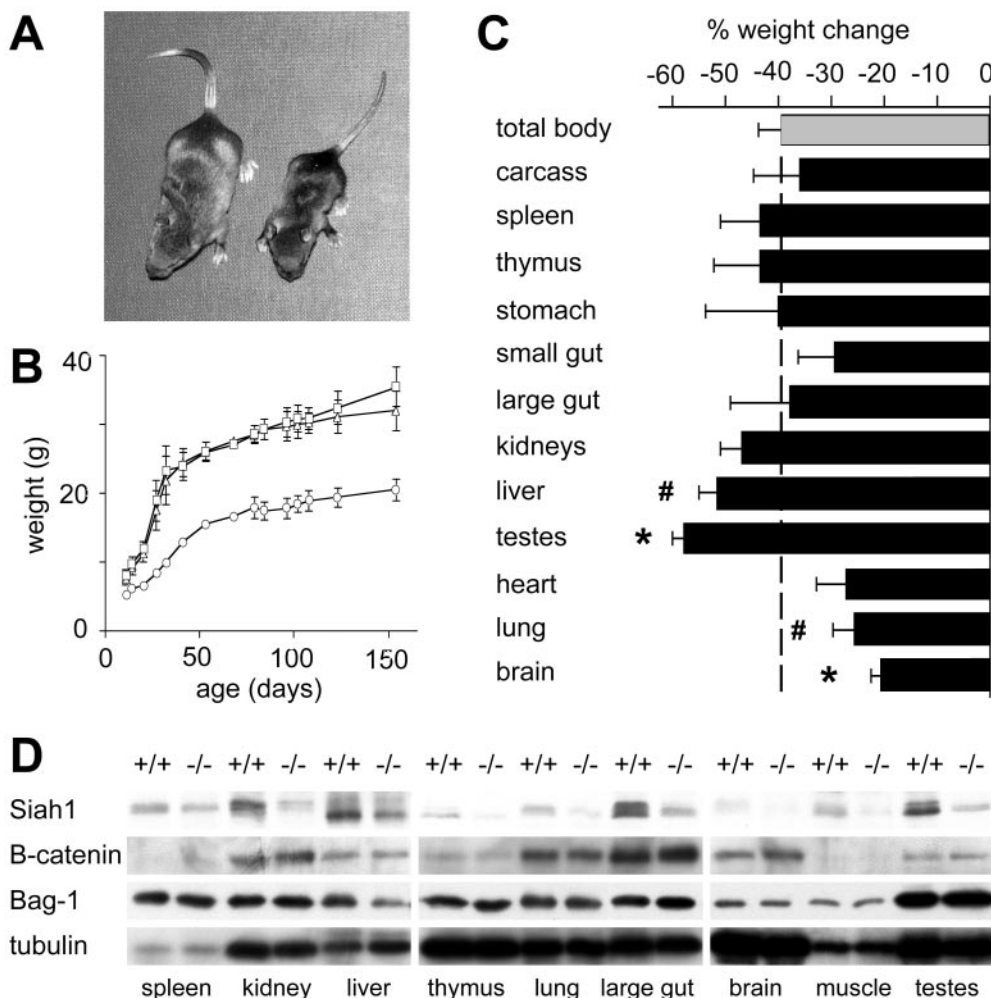 A
B
weight (g)
40
20
0
0 50 100 150
age (days)
C
% weight change
-60 -50 -40 -30 -20 -10 0
total body
carcass
spleen
thymus
stomach
small gut
large gut
kidneys
liver #
testes *
heart
lung #
brain *
D
+/+ -/- +/+ -/- +/+ -/- +/+ -/- +/+ -/- +/+ -/- +/+ -/- +/+ -/- +/+ -/-
Siah1
B-catenin
Bag-1
tubulin
spleen kidney liver thymus lung large gut brain muscle testes